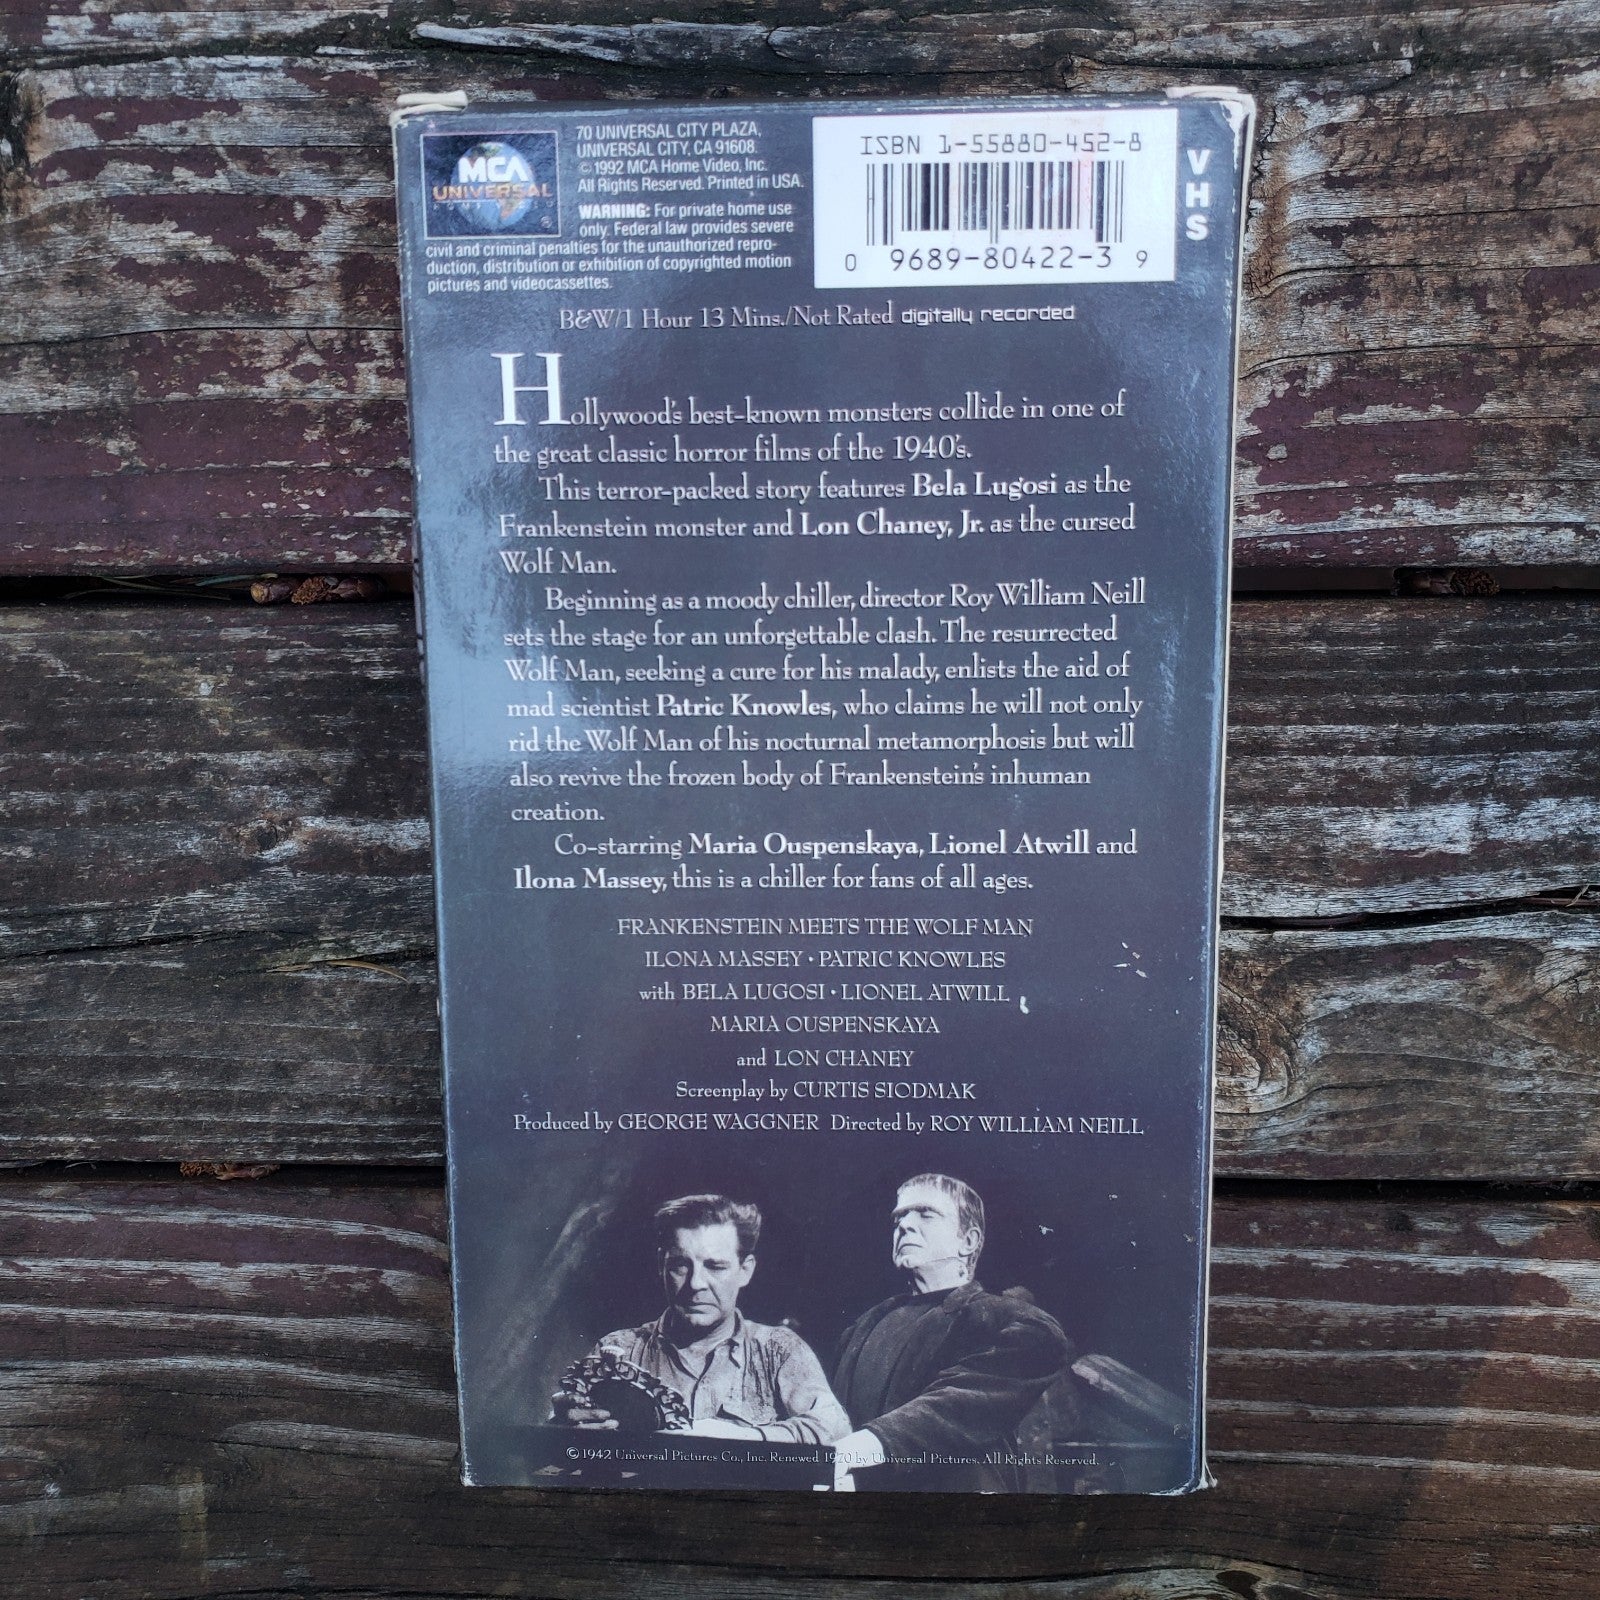 MCA
UNIVERSAL
HOME VIDEO
®
70 UNIVERSAL CITY PLAZA,
UNIVERSAL CITY, CA 91608.
© 1992 MCA Home Video, Inc.
All Rights Reserved. Printed in USA.
WARNING: For private home use
only. Federal law provides severe
civil and criminal penalties for the unauthorized repro-
duction, distribution or exhibition of copyrighted motion
pictures and videocassettes.
ISBN 1-55880-452-8
0 9689-80422-3 9
VHS
B&W/1 Hour 13 Mins./Not Rated digitally recorded
Hollywood's best-known monsters collide in one of
the great classic horror films of the 1940's.
This terror-packed story features Bela Lugosi as the
Frankenstein monster and Lon Chaney, Jr. as the cursed
Wolf Man.
Beginning as a moody chiller, director Roy William Neill
sets the stage for an unforgettable clash. The resurrected
Wolf Man, seeking a cure for his malady, enlists the aid of
mad scientist Patric Knowles, who claims he will not only
rid the Wolf Man of his nocturnal metamorphosis but will
also revive the frozen body of Frankenstein's inhuman
creation.
Co-starring Maria Ouspenskaya, Lionel Atwill and
Ilona Massey, this is a chiller for fans of all ages.
FRANKENSTEIN MEETS THE WOLF MAN
ILONA MASSEY • PATRIC KNOWLES
with BELA LUGOSI • LIONEL ATWILL
MARIA OUSPENSKAYA
and LON CHANEY
Screenplay by CURTIS SIODMAK
Produced by GEORGE WAGGNER Directed by ROY WILLIAM NEILL
©1942 Universal Pictures Co., Inc. Renewed 1970 by Universal Pictures. All Rights Reserved.